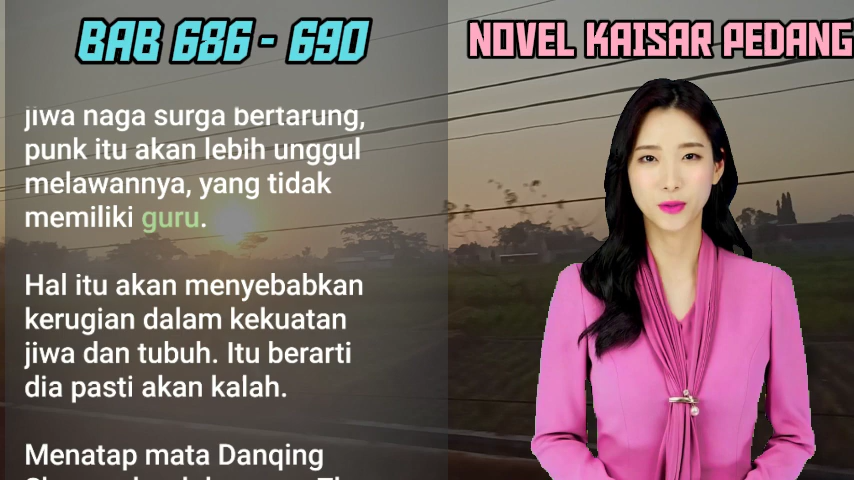 BAB 686 - 690
NOVEL KAISAR PEDANG
jiwa naga surga bertarung,
punk itu akan lebih unggul
melawannya, yang tidak
memiliki guru.
Hal itu akan menyebabkan
kerugian dalam kekuatan
jiwa dan tubuh. Itu berarti
dia pasti akan kalah.
Menatap mata Danqing